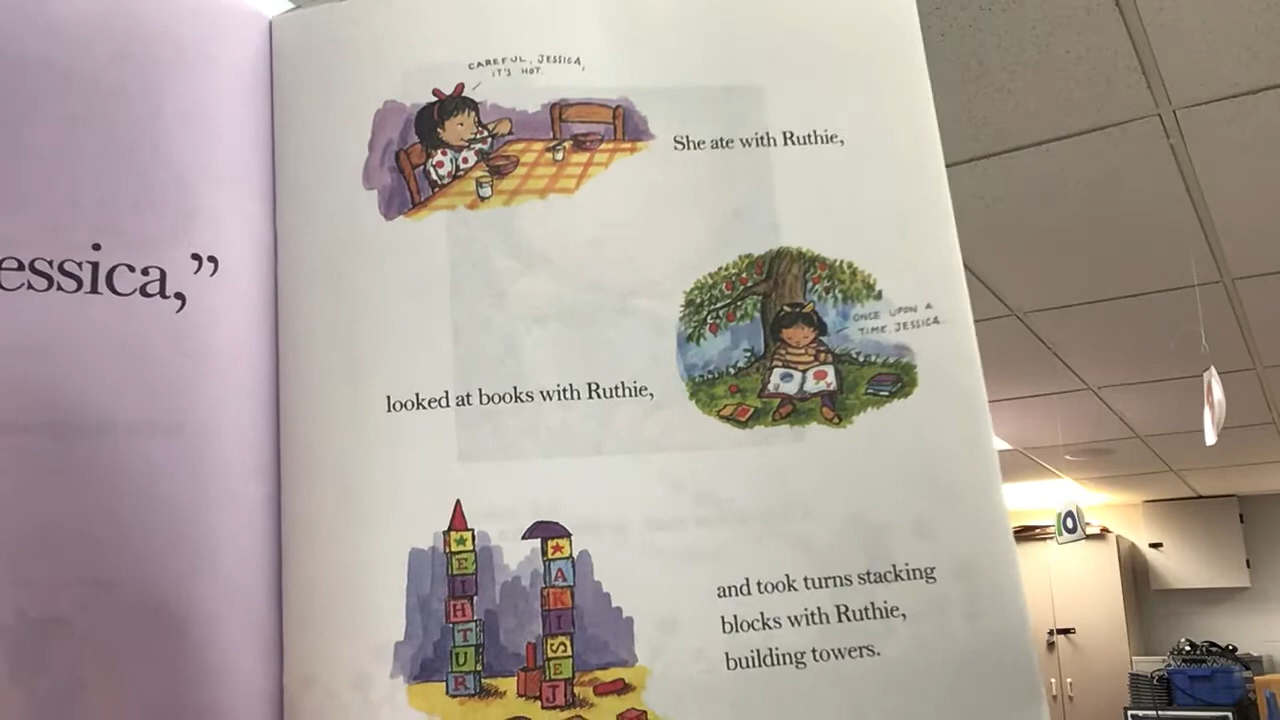 essica,”
CAREFUL, JESSICA,
IT'S HOT.
She ate with Ruthie,
ONCE UPON A
TIME, JESSICA.
looked at books with Ruthie,
E
I
H
T
U
R
A
K
I
S
E
J
and took turns stacking
blocks with Ruthie,
building towers.